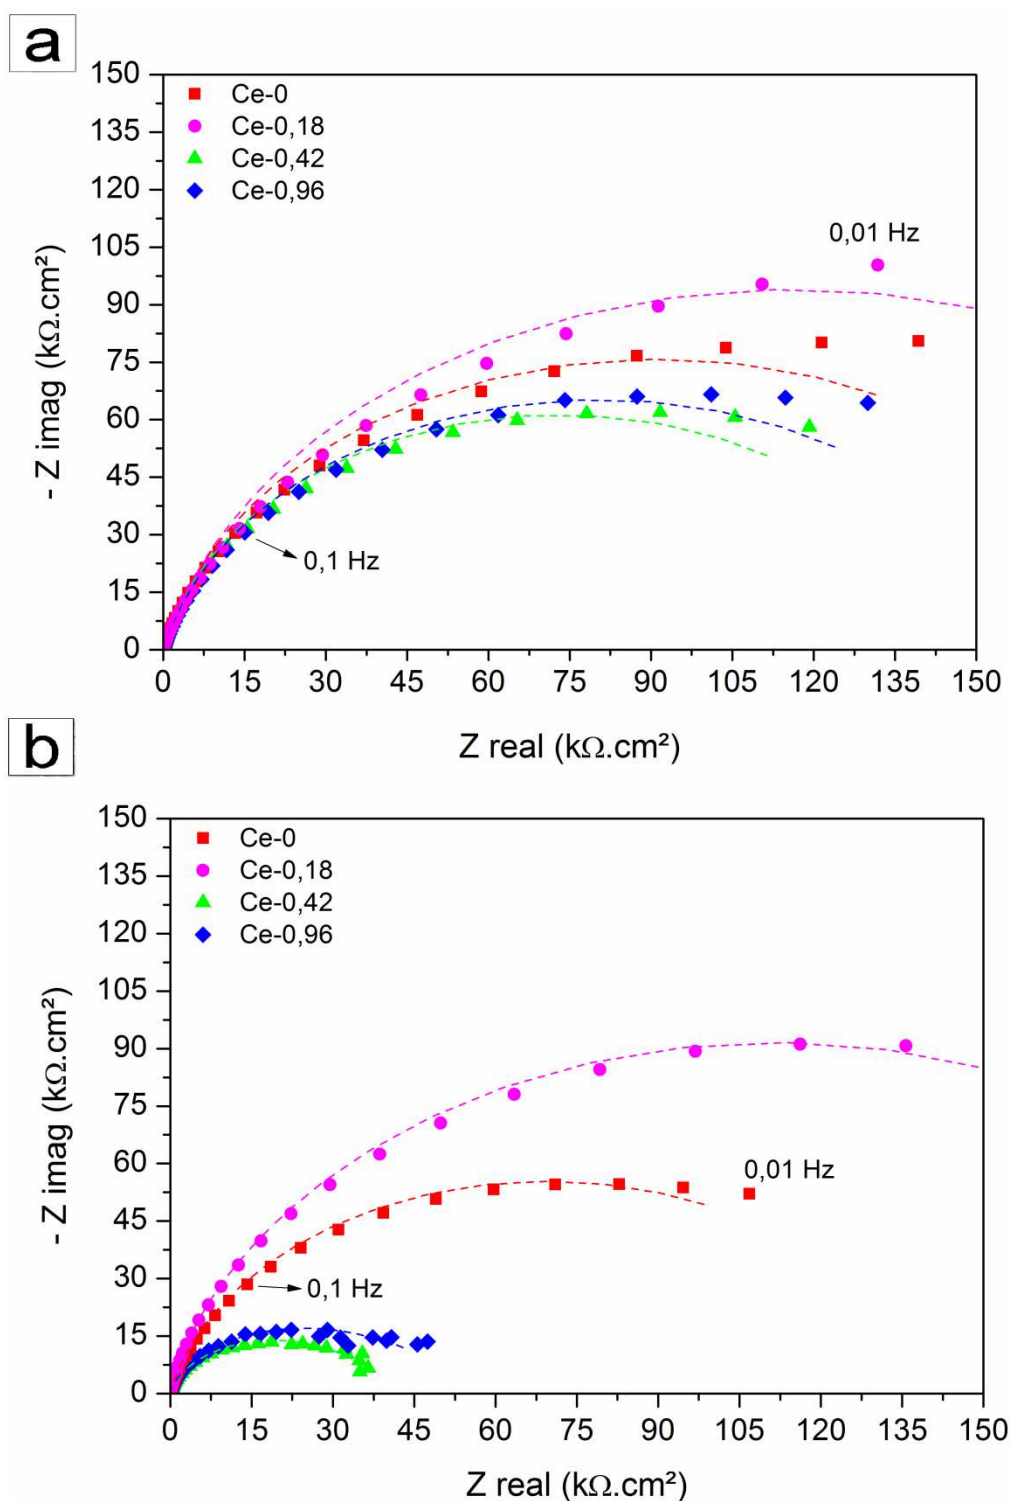 a
150
135
120
105
90
75
60
45
30
15
0
- Z imag (kΩ.cm²)
Ce-0
Ce-0,18
Ce-0,42
Ce-0,96
0,01 Hz
0,1 Hz
0 15 30 45 60 75 90 105 120 135 150
Z real (kΩ.cm²)
b
150
135
120
105
90
75
60
45
30
15
0
- Z imag (kΩ.cm²)
Ce-0
Ce-0,18
Ce-0,42
Ce-0,96
0,01 Hz
0,1 Hz
0 15 30 45 60 75 90 105 120 135 150
Z real (kΩ.cm²)